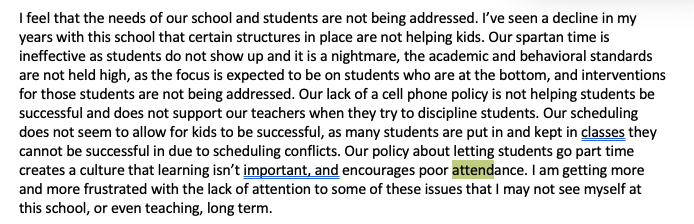 I feel that the needs of our school and students are not being addressed. I’ve seen a decline in my
years with this school that certain structures in place are not helping kids. Our spartan time is
ineffective as students do not show up and it is a nightmare, the academic and behavioral standards
are not held high, as the focus is expected to be on students who are at the bottom, and interventions
for those students are not being addressed. Our lack of a cell phone policy is not helping students be
successful and does not support our teachers when they try to discipline students. Our scheduling
does not seem to allow for kids to be successful, as many students are put in and kept in classes they
cannot be successful in due to scheduling conflicts. Our policy about letting students go part time
creates a culture that learning isn’t important, and encourages poor attendance. I am getting more
and more frustrated with the lack of attention to some of these issues that I may not see myself at
this school, or even teaching, long term.